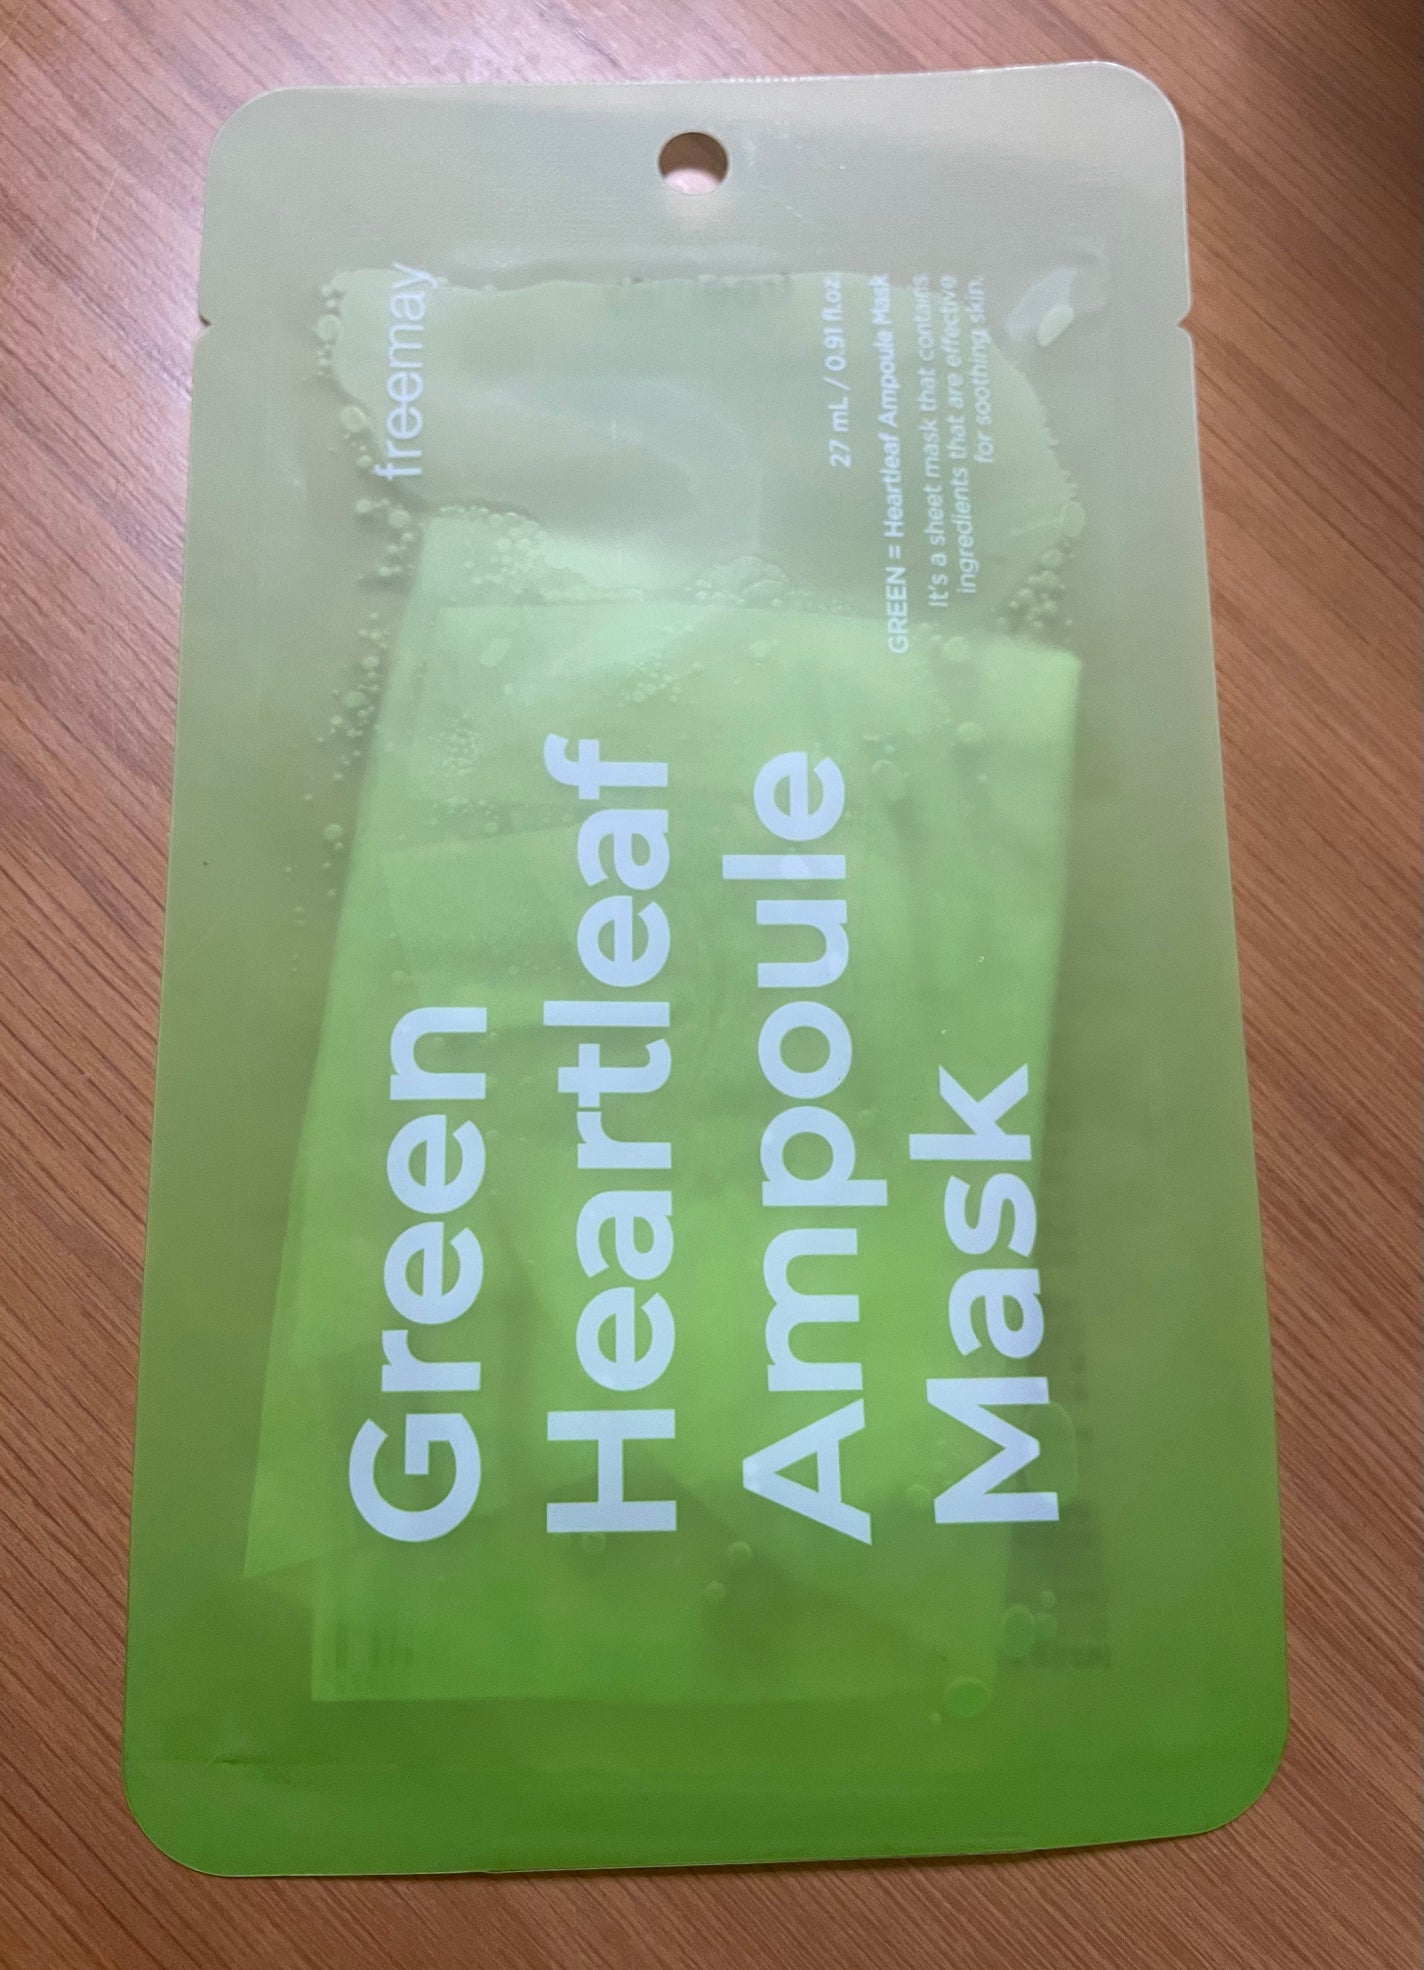 freemay
Green
Heartleaf
Ampoule
Mask
27 mL / 0.91 fl.oz
GREEN = Heartleaf Ampoule Mask
It's a sheet mask that contains
ingredients that are effective
for soothing skin.